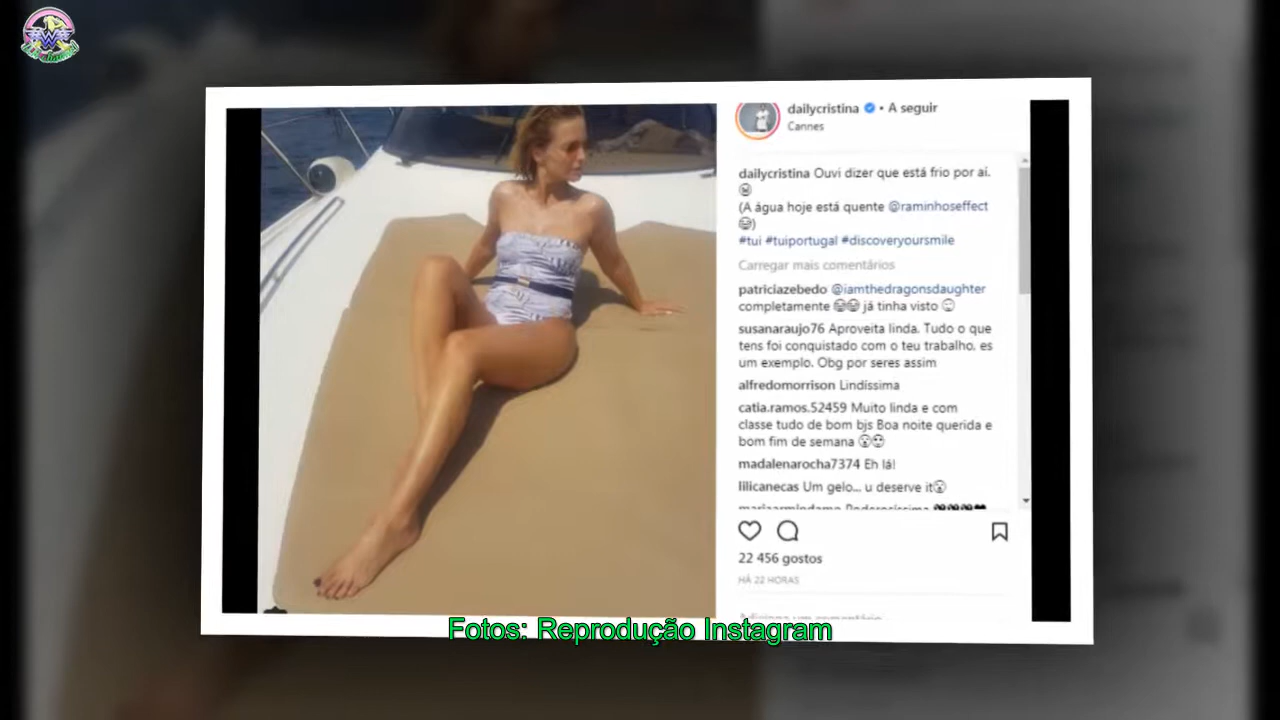 dailycristina • A seguir
Cannes
dailycristina Ouvi dizer que está frio por aí.
(A água hoje está quente @raminhoseffect
)
#tui #tuiportugal #discoveryoursmile
Carregar mais comentários
patriciazebedo @iamthedragonsdaughter
completamente 😂😂 já tinha visto
susanaraujo76 Aproveita linda. Tudo o que
tens foi conquistado com o teu trabalho, es
um exemplo. Obg por seres assim
alfredomorrison Lindíssima
catia.ramos.52459 Muito linda e com
classe tudo de bom bjs Boa noite querida e
bom fim de semana
madalenarocha7374 Eh lá!
lilicanecas Um gelo... u deserve it
22 456 gostos
HÁ 22 HORAS
Fotos: Reprodução Instagram